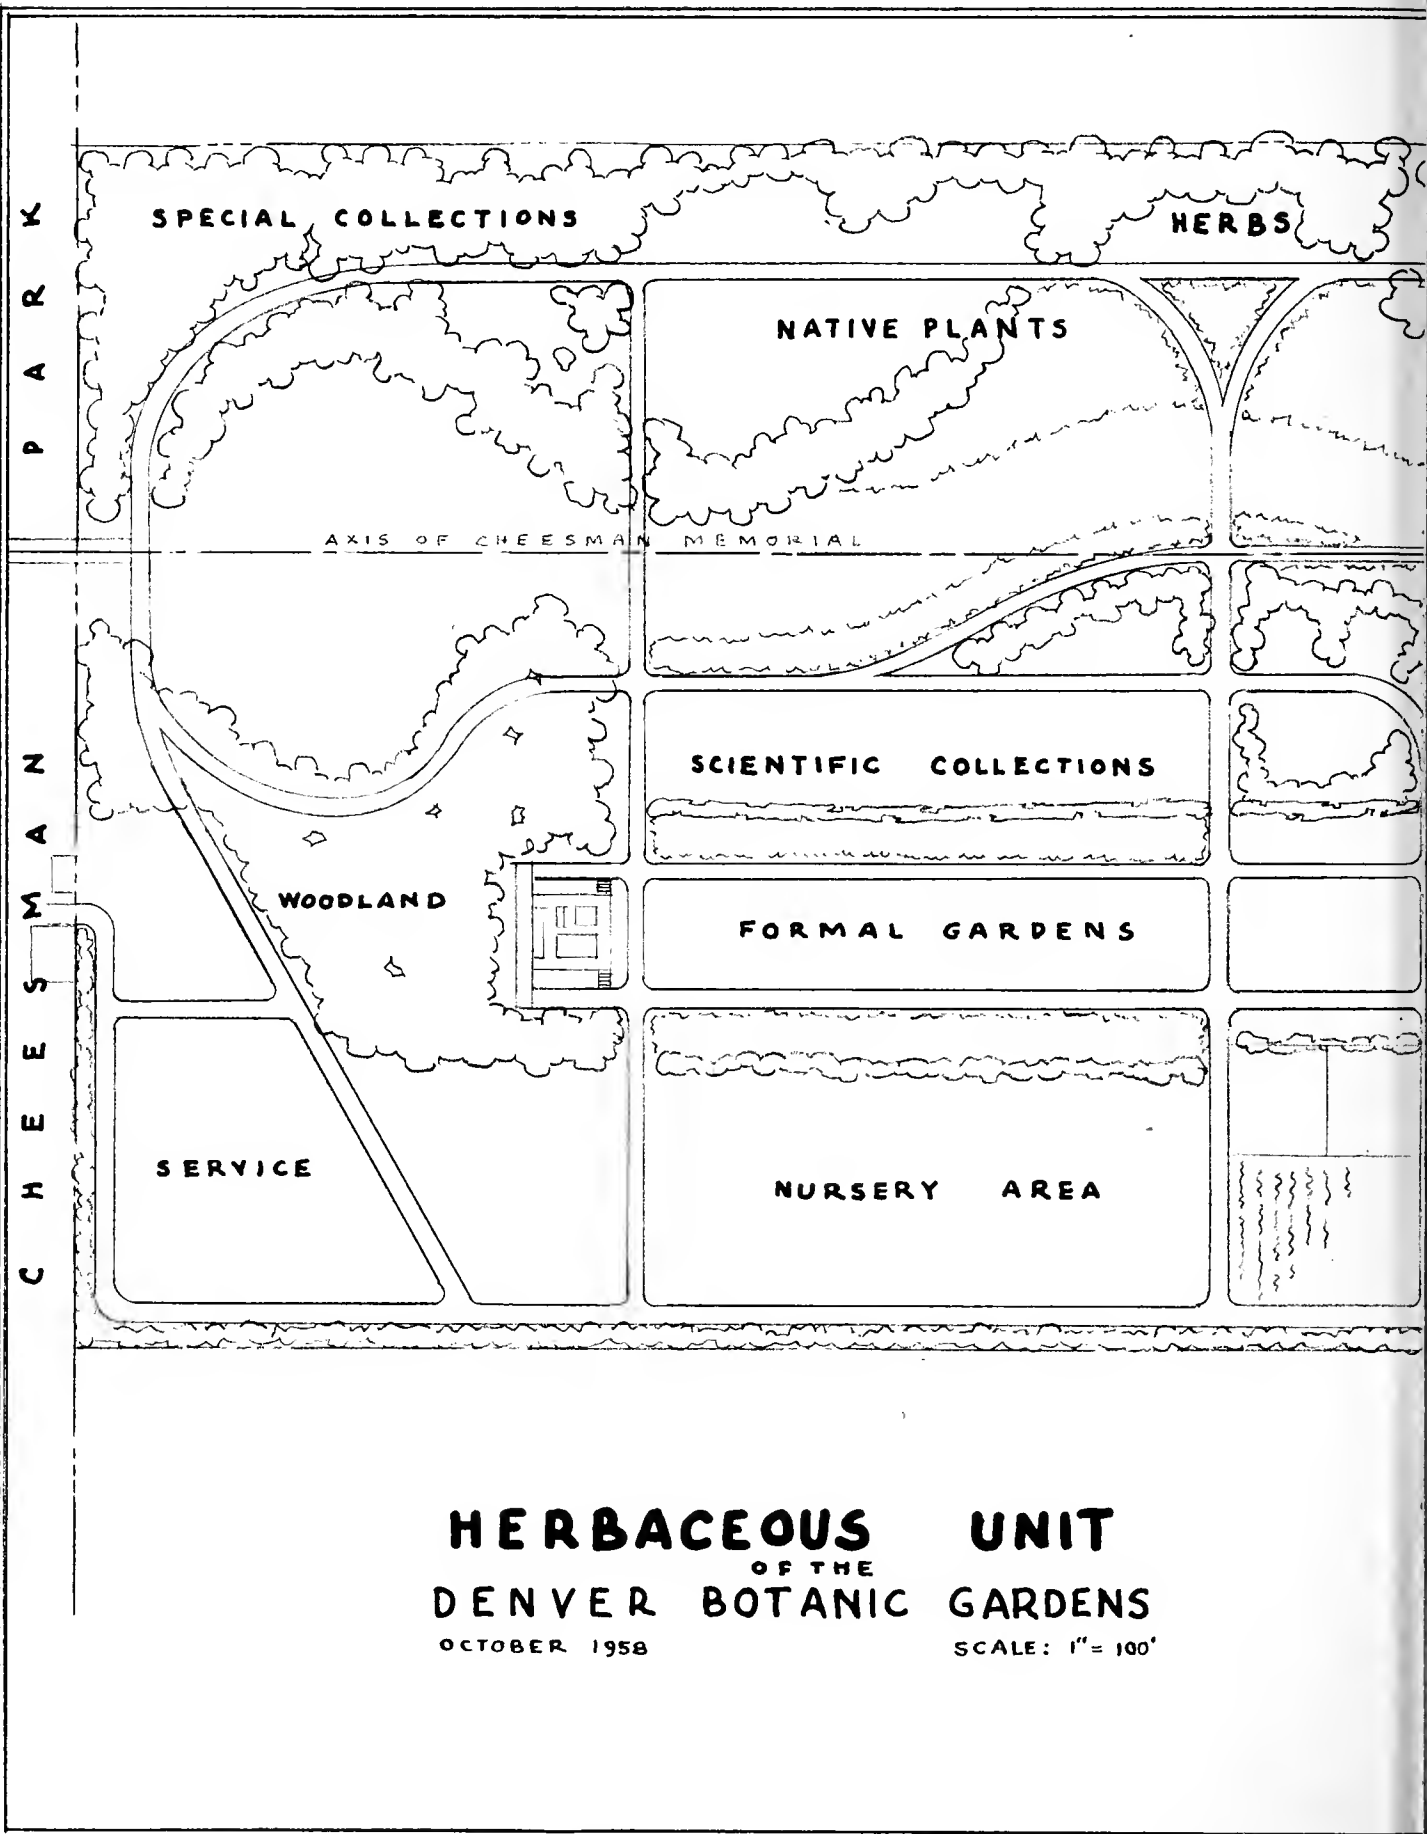 CHEESMAN PARK
SPECIAL COLLECTIONS
HERBS
NATIVE PLANTS
AXIS OF CHEESMAN MEMORIAL
SCIENTIFIC COLLECTIONS
WOODLAND
FORMAL GARDENS
SERVICE
NURSERY AREA
HERBACEOUS UNIT
OF THE
DENVER BOTANIC GARDENS
OCTOBER 1958 SCALE: 1"= 100'